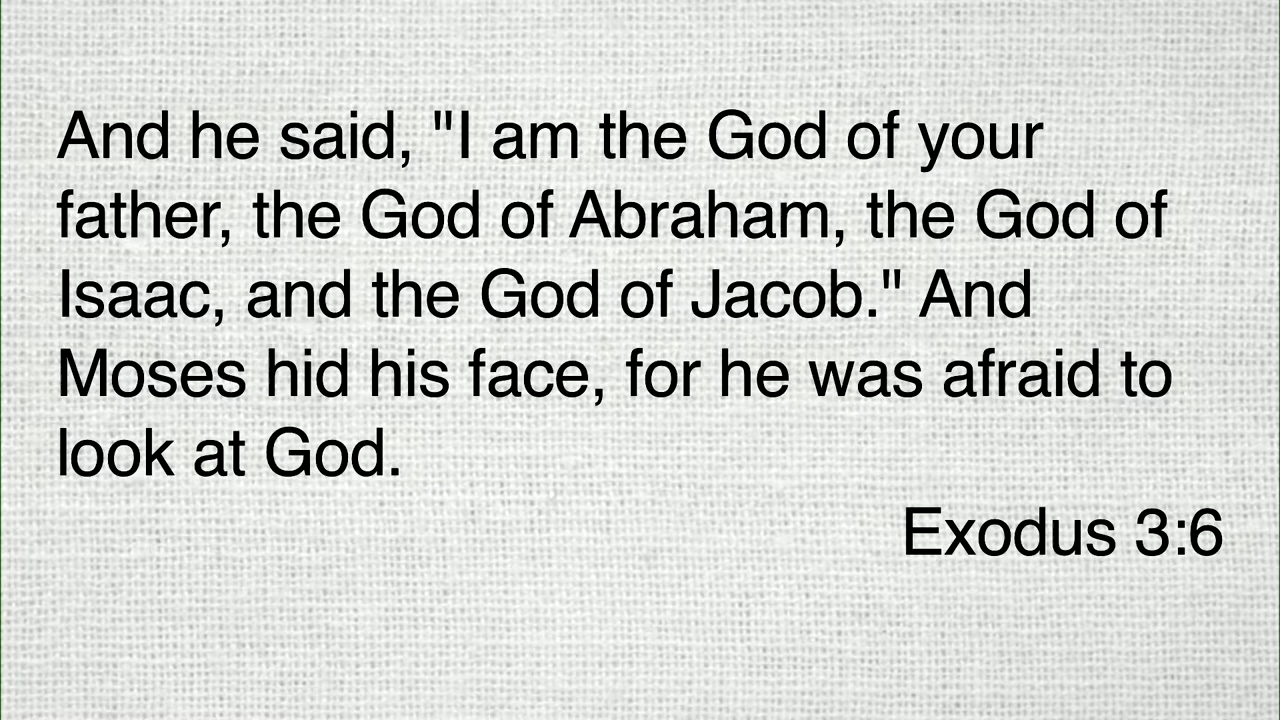 And he said, "I am the God of your
father, the God of Abraham, the God of
Isaac, and the God of Jacob." And
Moses hid his face, for he was afraid to
look at God.
Exodus 3:6